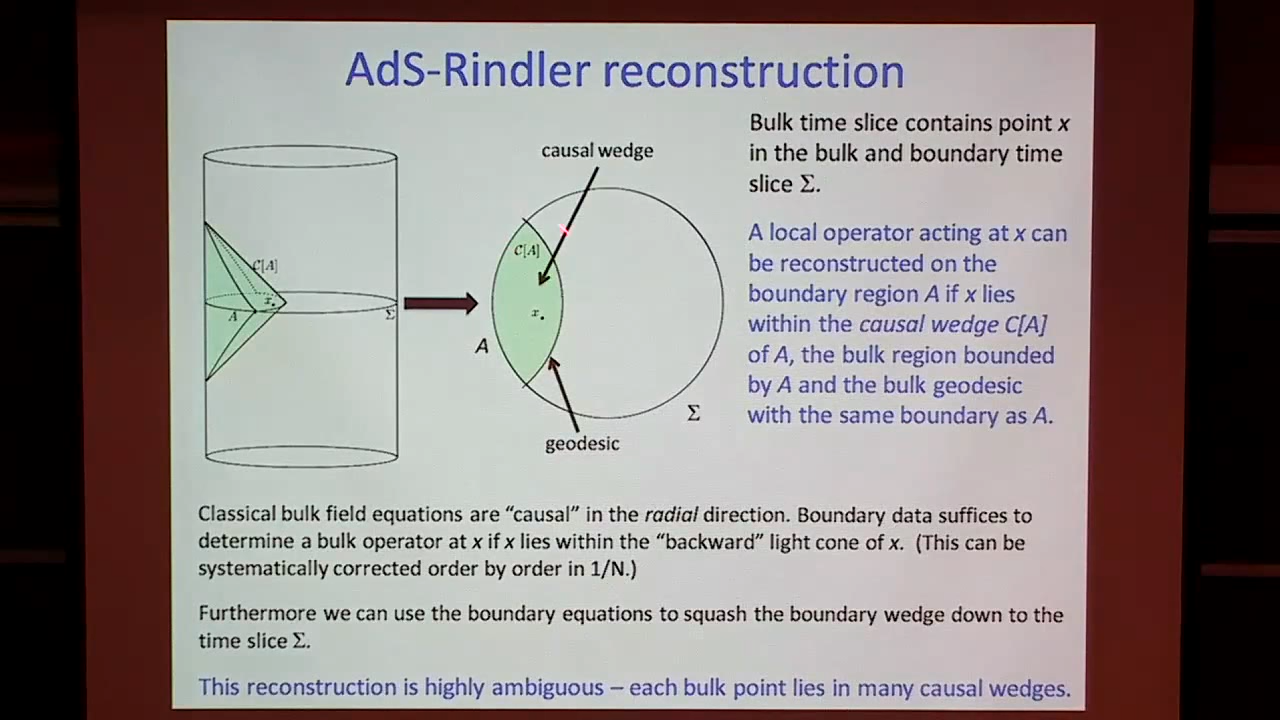 AdS-Rindler reconstruction
causal wedge
C[A]
x
A
Σ
C[A]
x
A
Σ
geodesic
Bulk time slice contains point x
in the bulk and boundary time
slice Σ.
A local operator acting at x can
be reconstructed on the
boundary region A if x lies
within the causal wedge C[A]
of A, the bulk region bounded
by A and the bulk geodesic
with the same boundary as A.
Classical bulk field equations are “causal” in the radial direction. Boundary data suffices to
determine a bulk operator at x if x lies within the “backward” light cone of x. (This can be
systematically corrected order by order in 1/N.)
Furthermore we can use the boundary equations to squash the boundary wedge down to the
time slice Σ.
This reconstruction is highly ambiguous – each bulk point lies in many causal wedges.